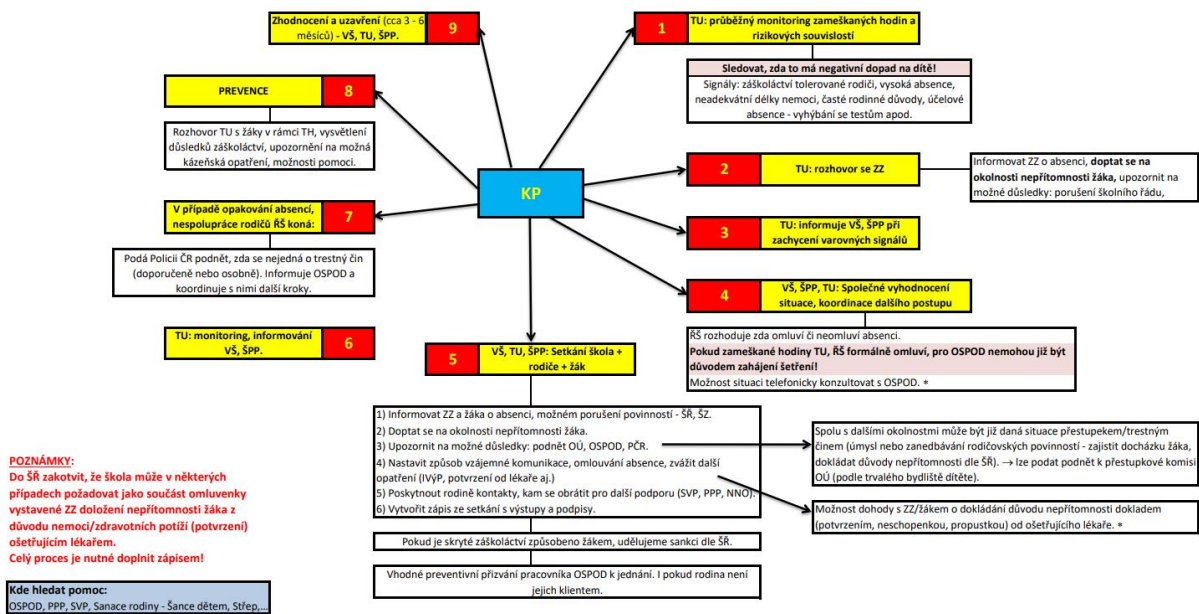 Zhodnocení a uzavření (cca 3 - 6
měsíců) - VŠ, TU, ŠPP.
9
1
TU: průběžný monitoring zameškaných hodin a
rizikových souvislostí
Sledovat, zda to má negativní dopad na dítě!
Signály: záškoláctví tolerované rodiči, vysoká absence,
neadekvátní délky nemoci, časté rodinné důvody, účelové
absence - vyhýbání se testům apod.
PREVENCE
8
Rozhovor TU s žáky v rámci TH, vysvětlení
důsledků záškoláctví, upozornění na možná
kázeňská opatření, možnosti pomoci.
KP
2
TU: rozhovor se ZZ
Informovat ZZ o absenci, doptat se na
okolnosti nepřítomnosti žáka, upozornit na
možné důsledky: porušení školního řádu,
V případě opakování absencí,
nespolupráce rodičů ŘŠ koná:
7
Podá Policii ČR podnět, zda se nejedná o trestný čin
(doporučeně nebo osobně). Informuje OSPOD a
koordinuje s nimi další kroky.
3
TU: informuje VŠ, ŠPP při
zachycení varovných signálů
4
VŠ, ŠPP, TU: Společné vyhodnocení
situace, koordinace dalšího postupu
ŘŠ rozhoduje zda omluví či neomluví absenci.
Pokud zameškané hodiny TU, ŘŠ formálně omluví, pro OSPOD nemohou již být
důvodem zahájení šetření!
Možnost situaci telefonicky konzultovat s OSPOD. *
TU: monitoring, informování
VŠ, ŠPP.
6
5
VŠ, TU, ŠPP: Setkání škola +
rodiče + žák
1) Informovat ZZ a žáka o absenci, možném porušení povinností - ŠŘ, ŠZ.
2) Doptat se na okolnosti nepřítomnosti žáka.
3) Upozornit na možné důsledky: podnět OÚ, OSPOD, PČR.
4) Nastavit způsob vzájemné komunikace, omlouvání absence, zvážit další
opatření (IVýP, potvrzení od lékaře aj.)
5) Poskytnout rodině kontakty, kam se obrátit pro další podporu (SVP, PPP, NNO).
6) Vytvořit zápis ze setkání s výstupy a podpisy.
Spolu s dalšími okolnostmi může být již daná situace přestupekem/trestným
činem (úmysl nebo zanedbávání rodičovských povinností - zajistit docházku žáka,
dokládat důvody nepřítomnosti dle ŠŘ). → lze podat podnět k přestupkové komisi
OÚ (podle trvalého bydliště dítěte).
Možnost dohody s ZZ/žákem o dokládání důvodu nepřítomnosti dokladem
(potvrzením, neschopenkou, propustkou) od ošetřujícího lékaře. *
Pokud je skryté záškoláctví způsobeno žákem, udělujeme sankci dle ŠŘ.
Vhodné preventivní přizvání pracovníka OSPOD k jednání. I pokud rodina není
jejich klientem.
POZNÁMKY:
Do ŠŘ zakotvit, že škola může v některých
případech požadovat jako součást omluvenky
vystavené ZZ doložení nepřítomnosti žáka z
důvodu nemoci/zdravotních potíží (potvrzení)
ošetřujícím lékařem.
Celý proces je nutné doplnit zápisem!
Kde hledat pomoc:
OSPOD, PPP, SVP, Sanace rodiny - Šance dětem, Střep,...